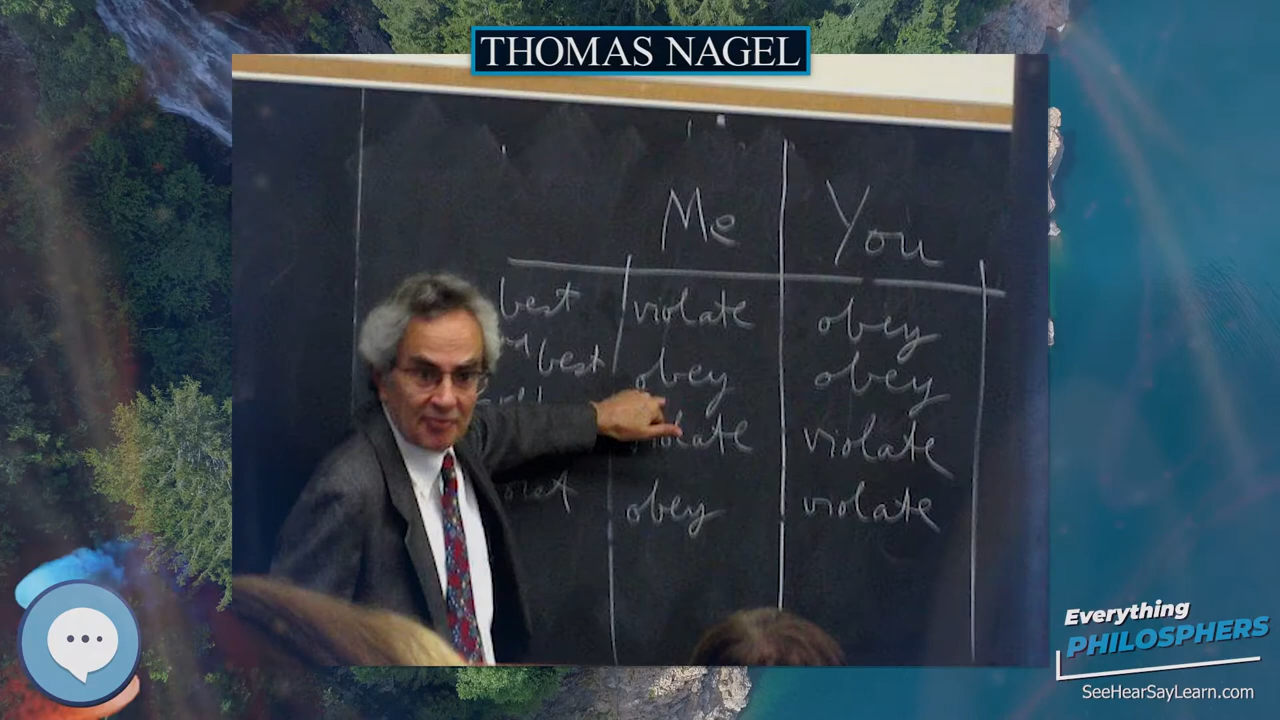 THOMAS NAGEL
Me You
best violate obey
best obey obey
violate violate
obey violate
Everything
PHILOSPHERS
SeeHearSayLearn.com